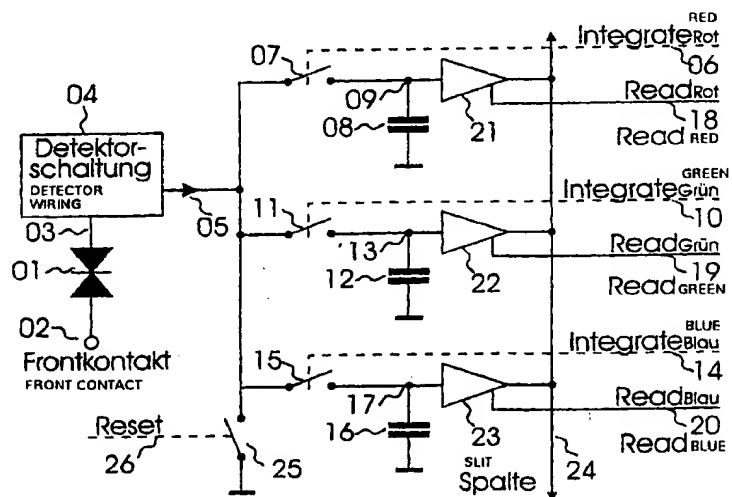 RED
Integrate Rot
07
06
04
09
Read Rot
08
21
18
Read RED
Detektor-
schaltung
DETECTOR
WIRING
GREEN
Integrate Grün
03
05
11
10
01
13
Read Grün
12
22
19
Read GREEN
02
BLUE
Integrate Blau
Frontkontakt
FRONT CONTACT
15
14
17
Read Blau
Reset
16
20
23
Read BLUE
26
25
SLIT
Spalte
24